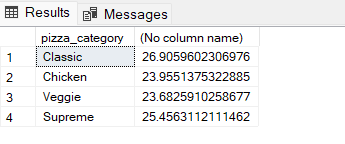 Results Messages
pizza_category (No column name)
1 Classic 26.9059602306976
2 Chicken 23.9551375322885
3 Veggie 23.6825910258677
4 Supreme 25.4563112111462